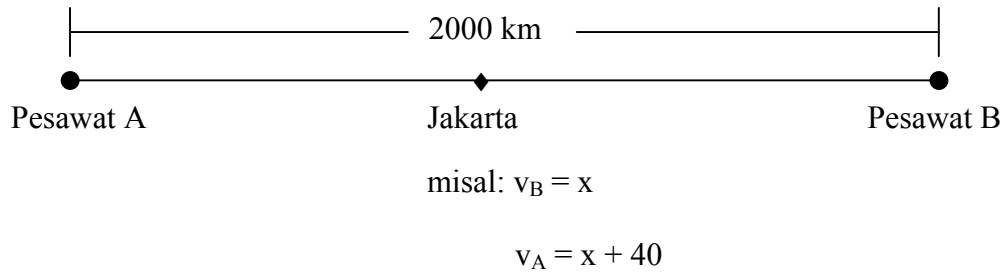 2000 km
Pesawat A Jakarta Pesawat B
misal: v_B = x
v_A = x + 40